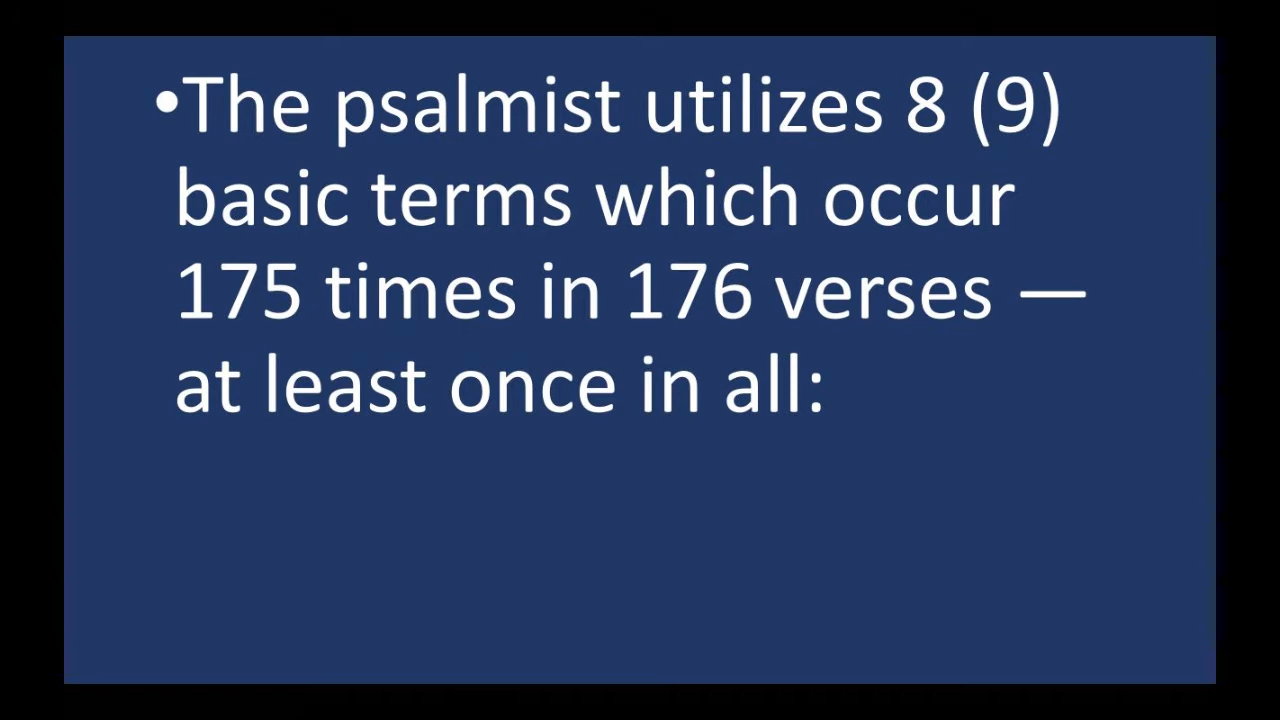 •The psalmist utilizes 8 (9)
basic terms which occur
175 times in 176 verses —
at least once in all: